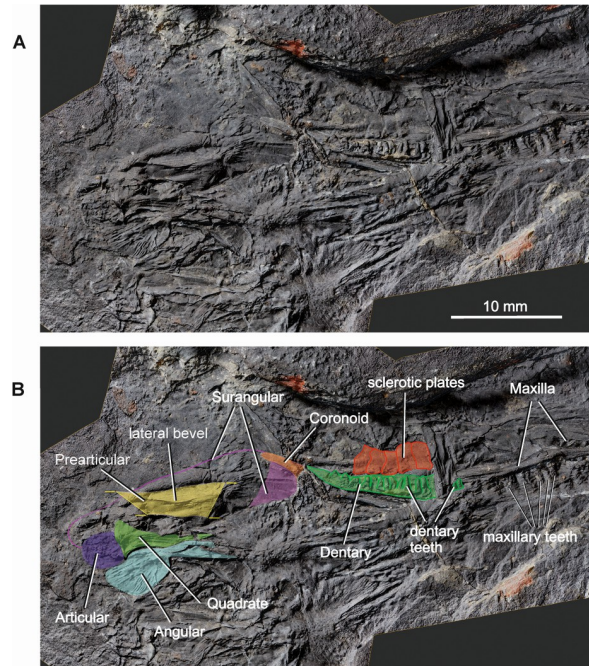 A
10 mm
B
sclerotic plates
Maxilla
Surangular
Coronoid
lateral bevel
Prearticular
Dentary
dentary
teeth
maxillary teeth
Quadrate
Articular
Angular